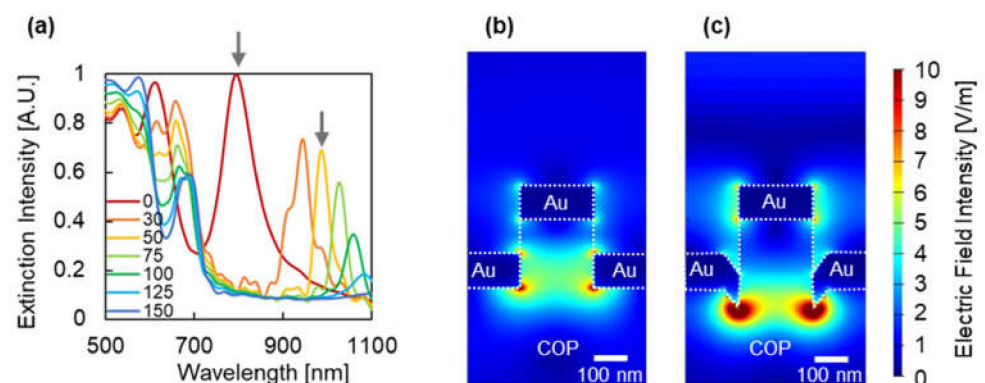 (a)
Extinction Intensity [A.U.]
1
0.8
0.6
0.4
0.2
0
0
30
50
75
100
125
150
500
700
900
1100
Wavelength [nm]
(b)
Au
Au
Au
COP
100 nm
(c)
Au
Au
Au
COP
100 nm
10
9
8
7
6
5
4
3
2
1
0
Electric Field Intensity [V/m]